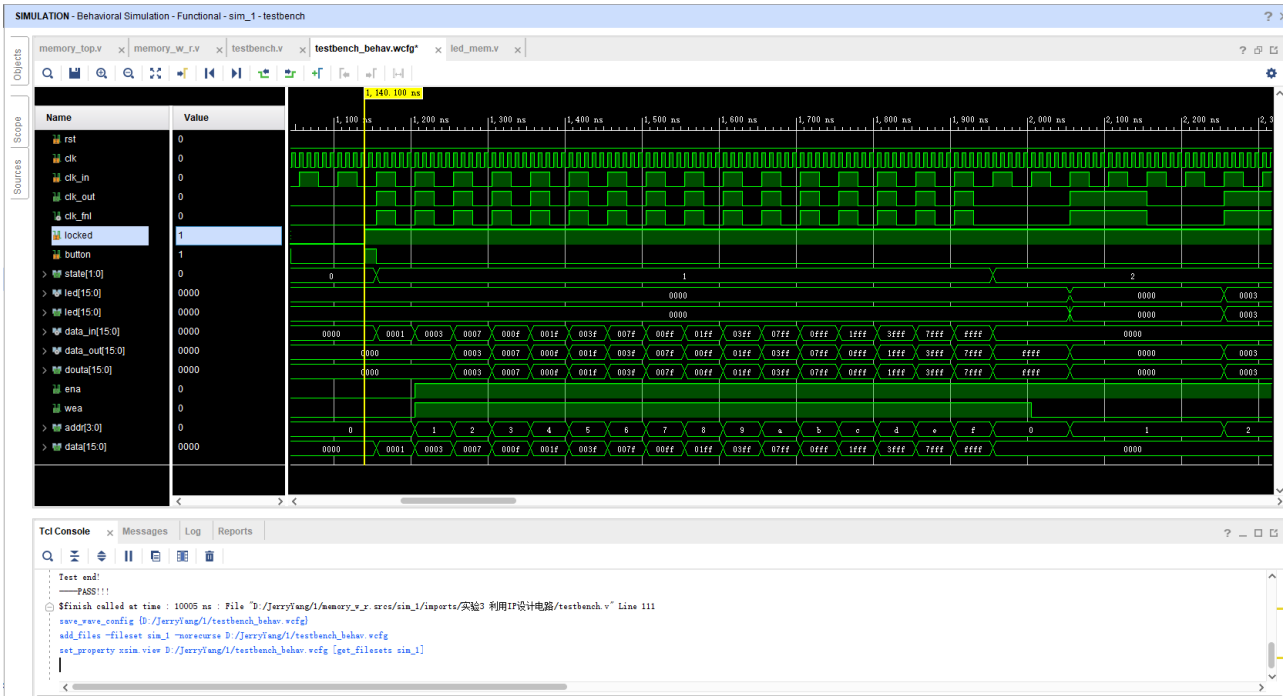 SIMULATION - Behavioral Simulation - Functional - sim_1 - testbench
Objects
Scope
Sources
memory_top.v x memory_w_r.v x testbench.v x testbench_behav.wcfg* x led_mem.v x
1,140.100 ns
Name Value
1,100 ns 1,200 ns 1,300 ns 1,400 ns 1,500 ns 1,600 ns 1,700 ns 1,800 ns 1,900 ns 2,000 ns 2,100 ns 2,200 ns 2,3
rst 0
clk 0
clk_in 0
clk_out 0
clk_fnl 0
locked 1
button 1
state[1:0] 0 0 1 2
led[15:0] 0000 0000 0000 0003
led[15:0] 0000 0000 0000 0003
data_in[15:0] 0000 0000 0001 0003 0007 000f 001f 003f 007f 00ff 01ff 03ff 07ff 0fff 1fff 3fff 7fff ffff 0000
data_out[15:0] 0000 0000 0003 0007 000f 001f 003f 007f 00ff 01ff 03ff 07ff 0fff 1fff 3fff 7fff ffff 0000 0003
douta[15:0] 0000 0000 0003 0007 000f 001f 003f 007f 00ff 01ff 03ff 07ff 0fff 1fff 3fff 7fff ffff 0000 0003
ena 0
wea 0
addr[3:0] 0 0 1 2 3 4 5 6 7 8 9 a b c d e f 0 1 2
data[15:0] 0000 0000 0001 0003 0007 000f 001f 003f 007f 00ff 01ff 03ff 07ff 0fff 1fff 3fff 7fff ffff 0000
Tcl Console x Messages Log Reports
Test end!
----PASS!!!
$finish called at time : 10005 ns : File "D:/JerryYang/1/memory_w_r.srcs/sim_1/imports/实验3 利用IP设计电路/testbench.v" Line 111
save_wave_config {D:/JerryYang/1/testbench_behav.wcfg}
add_files -fileset sim_1 -norecurse D:/JerryYang/1/testbench_behav.wcfg
set_property xsim.view D:/JerryYang/1/testbench_behav.wcfg [get_filesets sim_1]